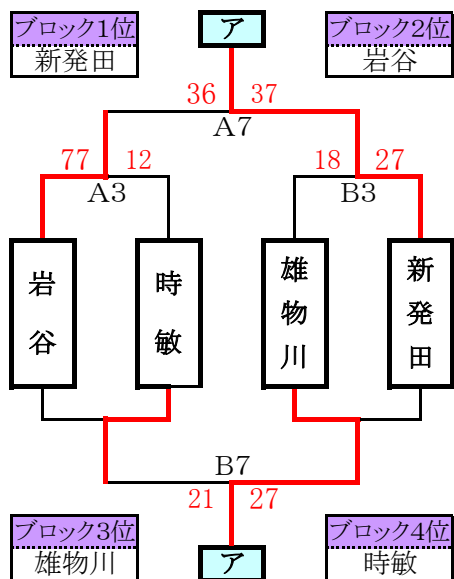 ブロック1位 ア ブロック2位
新発田 岩谷
36 37
A7
77 12 18 27
A3 B3
岩谷 時敏 雄物川 新発田
B7
21 27
ブロック3位 ア ブロック4位
雄物川 時敏